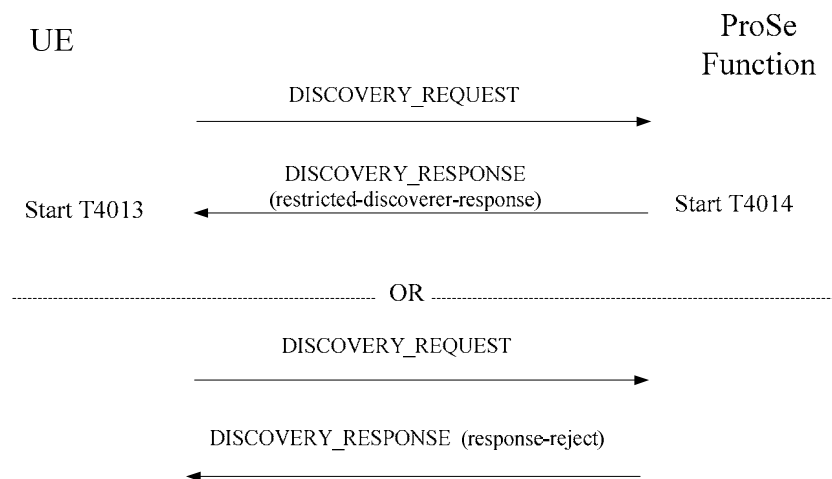 UE
ProSe
Function
DISCOVERY_REQUEST
DISCOVERY_RESPONSE
(restricted-discoverer-response)
Start T4013
Start T4014
OR
DISCOVERY_REQUEST
DISCOVERY_RESPONSE (response-reject)